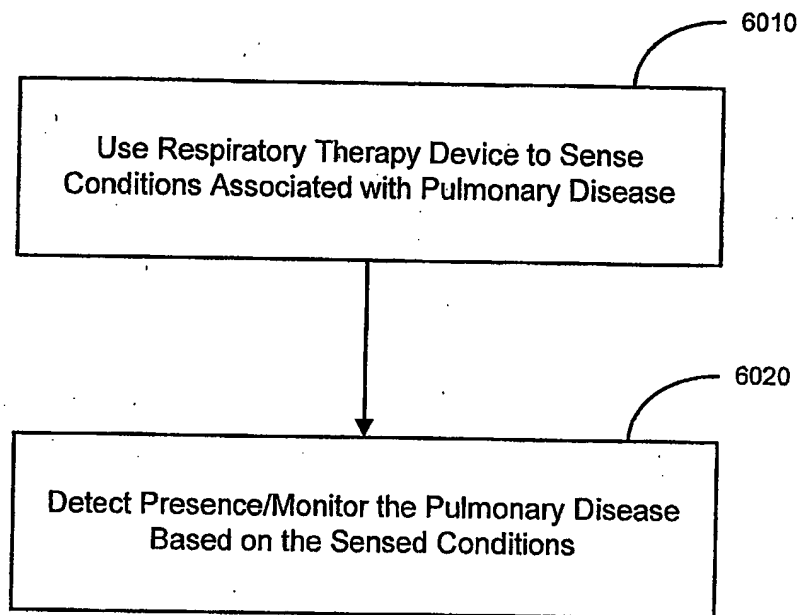 6010
Use Respiratory Therapy Device to Sense
Conditions Associated with Pulmonary Disease
6020
Detect Presence/Monitor the Pulmonary Disease
Based on the Sensed Conditions